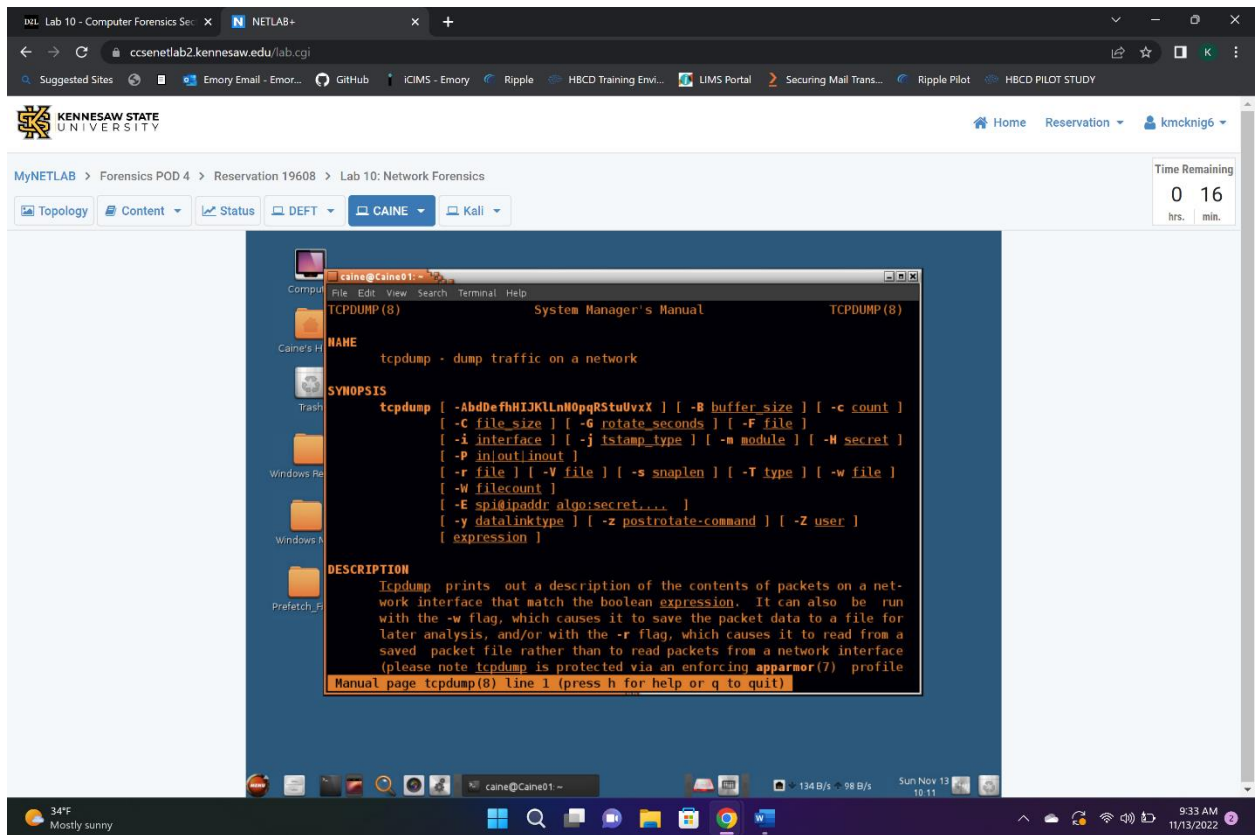 Lab 10 - Computer Forensics Sec
NETLAB+
ccsenetlab2.kennesaw.edu/lab.cgi
K
Suggested Sites
Emory Email - Emor...
GitHub
iCIMS - Emory
Ripple
HBCD Training Envi...
LIMS Portal
Securing Mail Trans...
Ripple Pilot
HBCD PILOT STUDY
KENNESAW STATE
UNIVERSITY
Home Reservation kmcknig6
MyNETLAB > Forensics POD 4 > Reservation 19608 > Lab 10: Network Forensics
Time Remaining
0 16
hrs. min.
Topology Content Status DEFT CAINE Kali
Comput
Caine's H
Trash
Windows Re
Windows M
Prefetch_Fi
caine@Caine01: ~
File Edit View Search Terminal Help
TCPDUMP(8) System Manager's Manual TCPDUMP(8)
NAME
tcpdump - dump traffic on a network
SYNOPSIS
tcpdump [ -AbdDefhHIJKlLnNOpqRStuUvxX ] [ -B buffer_size ] [ -c count ]
[ -C file_size ] [ -G rotate_seconds ] [ -F file ]
[ -i interface ] [ -j tstamp_type ] [ -m module ] [ -M secret ]
[ -P in|out|inout ]
[ -r file ] [ -V file ] [ -s snaplen ] [ -T type ] [ -w file ]
[ -W filecount ]
[ -E spi@ipaddr algo:secret,... ]
[ -y datalinktype ] [ -z postrotate-command ] [ -Z user ]
[ expression ]
DESCRIPTION
Tcpdump prints out a description of the contents of packets on a net-
work interface that match the boolean expression. It can also be run
with the -w flag, which causes it to save the packet data to a file for
later analysis, and/or with the -r flag, which causes it to read from a
saved packet file rather than to read packets from a network interface
(please note tcpdump is protected via an enforcing apparmor(7) profile
Manual page tcpdump(8) line 1 (press h for help or q to quit)
caine@Caine01: ~
134 B/s 98 B/s
Sun Nov 13
10:11
34°F
Mostly sunny
9:33 AM
11/13/2022
2